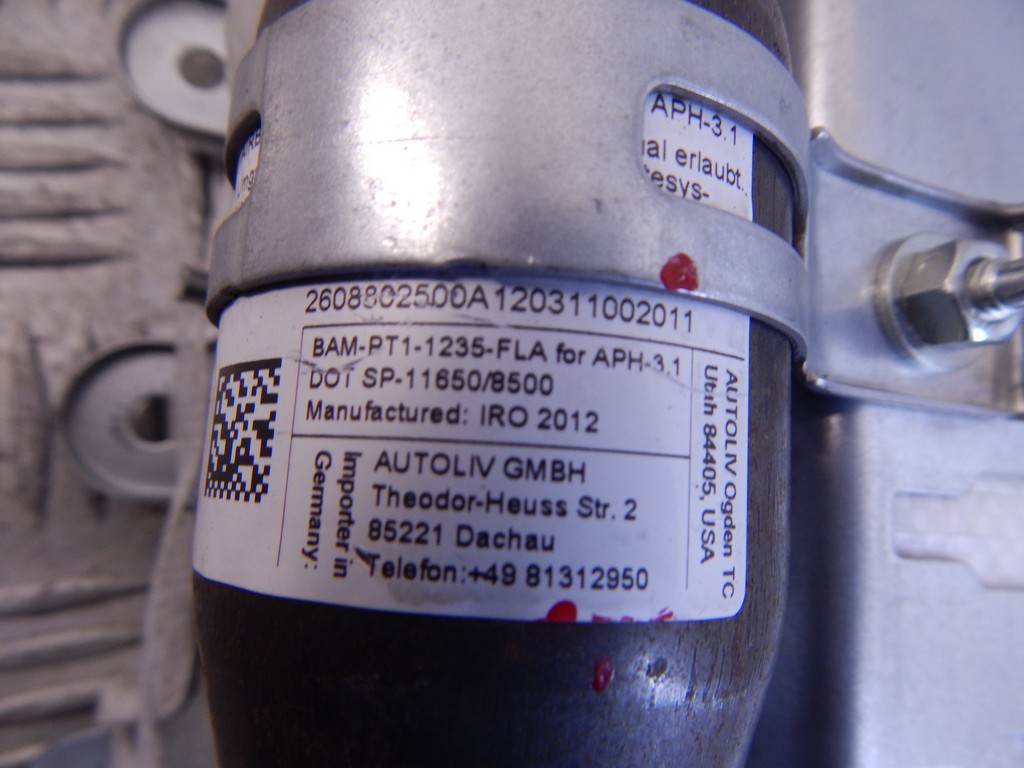 APH-3.1
erlaubt.
2608802500A120311002011
BAM-PT1-1235-FLA for APH-3.1
DOT SP-11650/8500
Manufactured: IRO 2012
AUTOLIV Ogden TC
Utah 84405, USA
Importer in
Germany:
AUTOLIV GMBH
Theodor-Heuss Str. 2
85221 Dachau
Telefon:+49 81312950